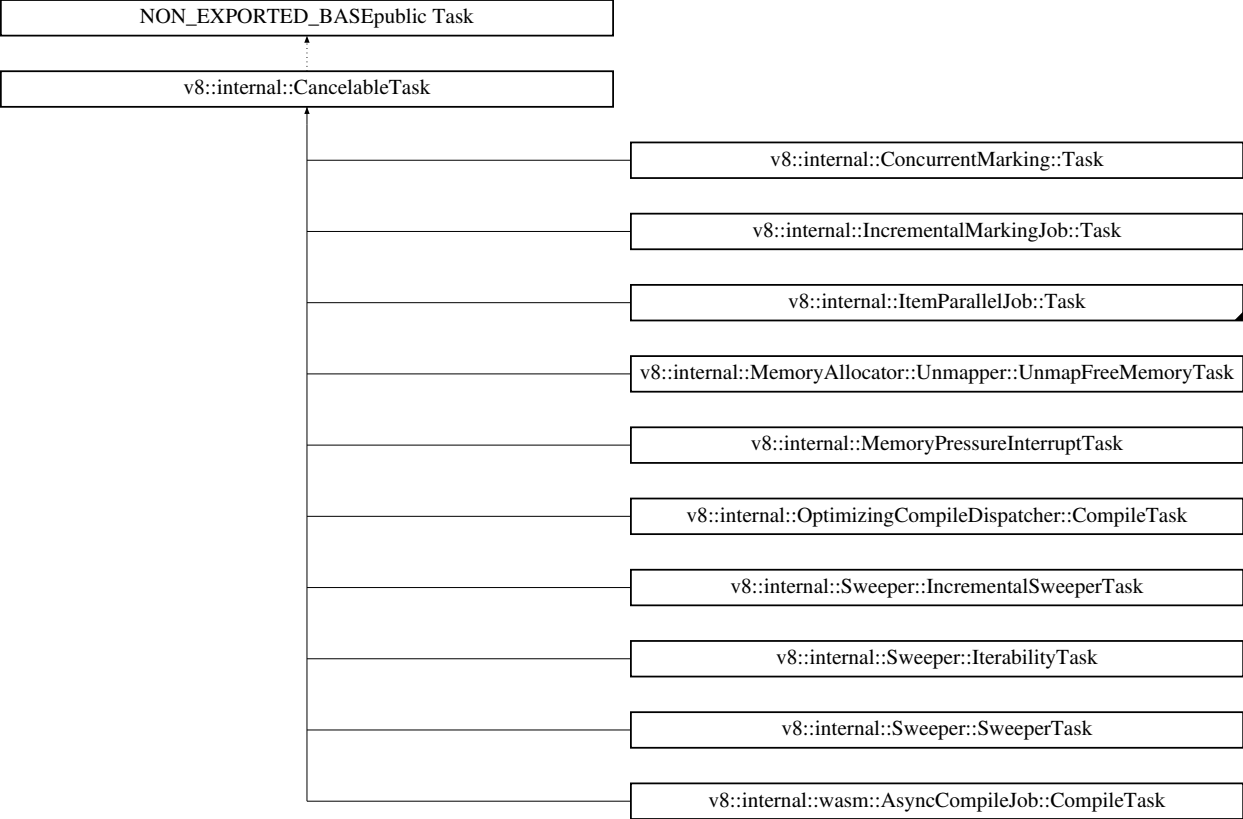 NON_EXPORTED_BASEpublic Task
v8::internal::CancelableTask
v8::internal::ConcurrentMarking::Task
v8::internal::IncrementalMarkingJob::Task
v8::internal::ItemParallelJob::Task
v8::internal::MemoryAllocator::Unmapper::UnmapFreeMemoryTask
v8::internal::MemoryPressureInterruptTask
v8::internal::OptimizingCompileDispatcher::CompileTask
v8::internal::Sweeper::IncrementalSweeperTask
v8::internal::Sweeper::IterabilityTask
v8::internal::Sweeper::SweeperTask
v8::internal::wasm::AsyncCompileJob::CompileTask